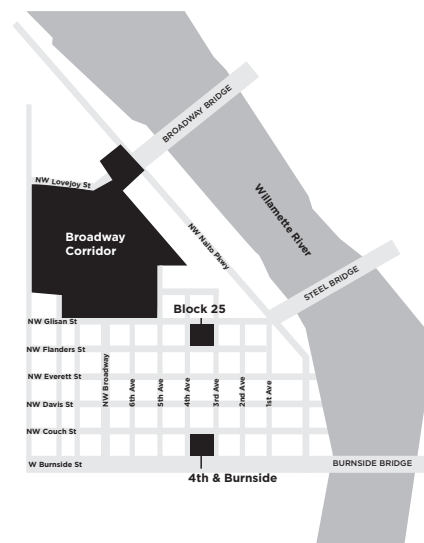 BROADWAY BRIDGE
NW Lovejoy St
Willamette River
Broadway
Corridor
NW Naito Pkwy
STEEL BRIDGE
Block 25
NW Glisan St
NW Flanders St
NW Everett St
NW Broadway
6th Ave
5th Ave
4th Ave
3rd Ave
2nd Ave
1st Ave
NW Davis St
NW Couch St
W Burnside St
BURNSIDE BRIDGE
4th & Burnside